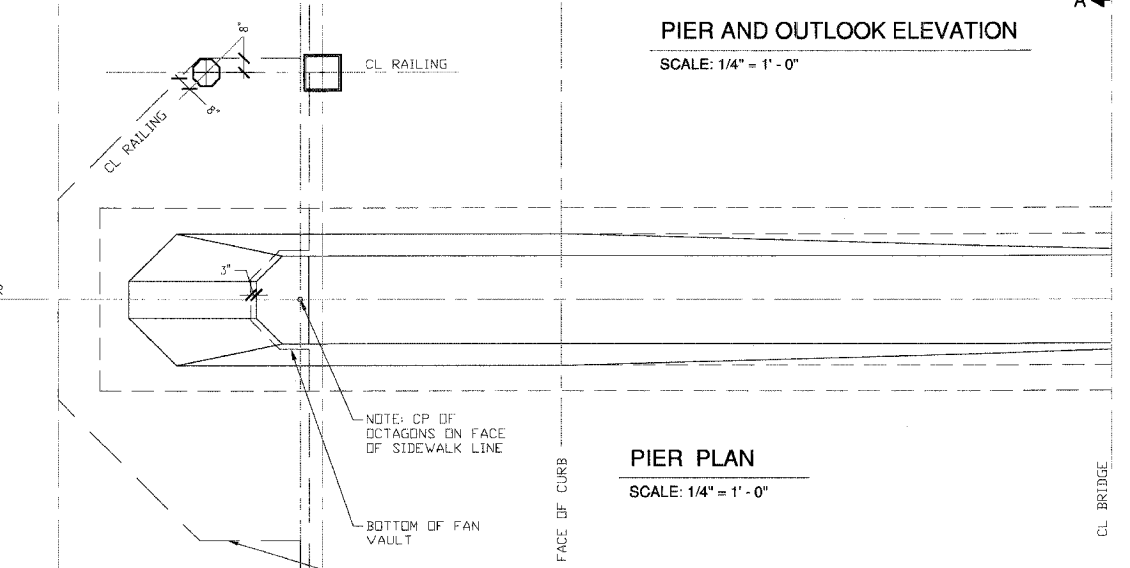 A
PIER AND OUTLOOK ELEVATION
SCALE: 1/4" = 1' - 0"
8"
CL RAILING
8"
CL RAILING
3"
NOTE: CP OF
OCTAGONS ON FACE
OF SIDEWALK LINE
BOTTOM OF FAN
VAULT
FACE OF CURB
PIER PLAN
SCALE: 1/4" = 1' - 0"
CL BRIDGE